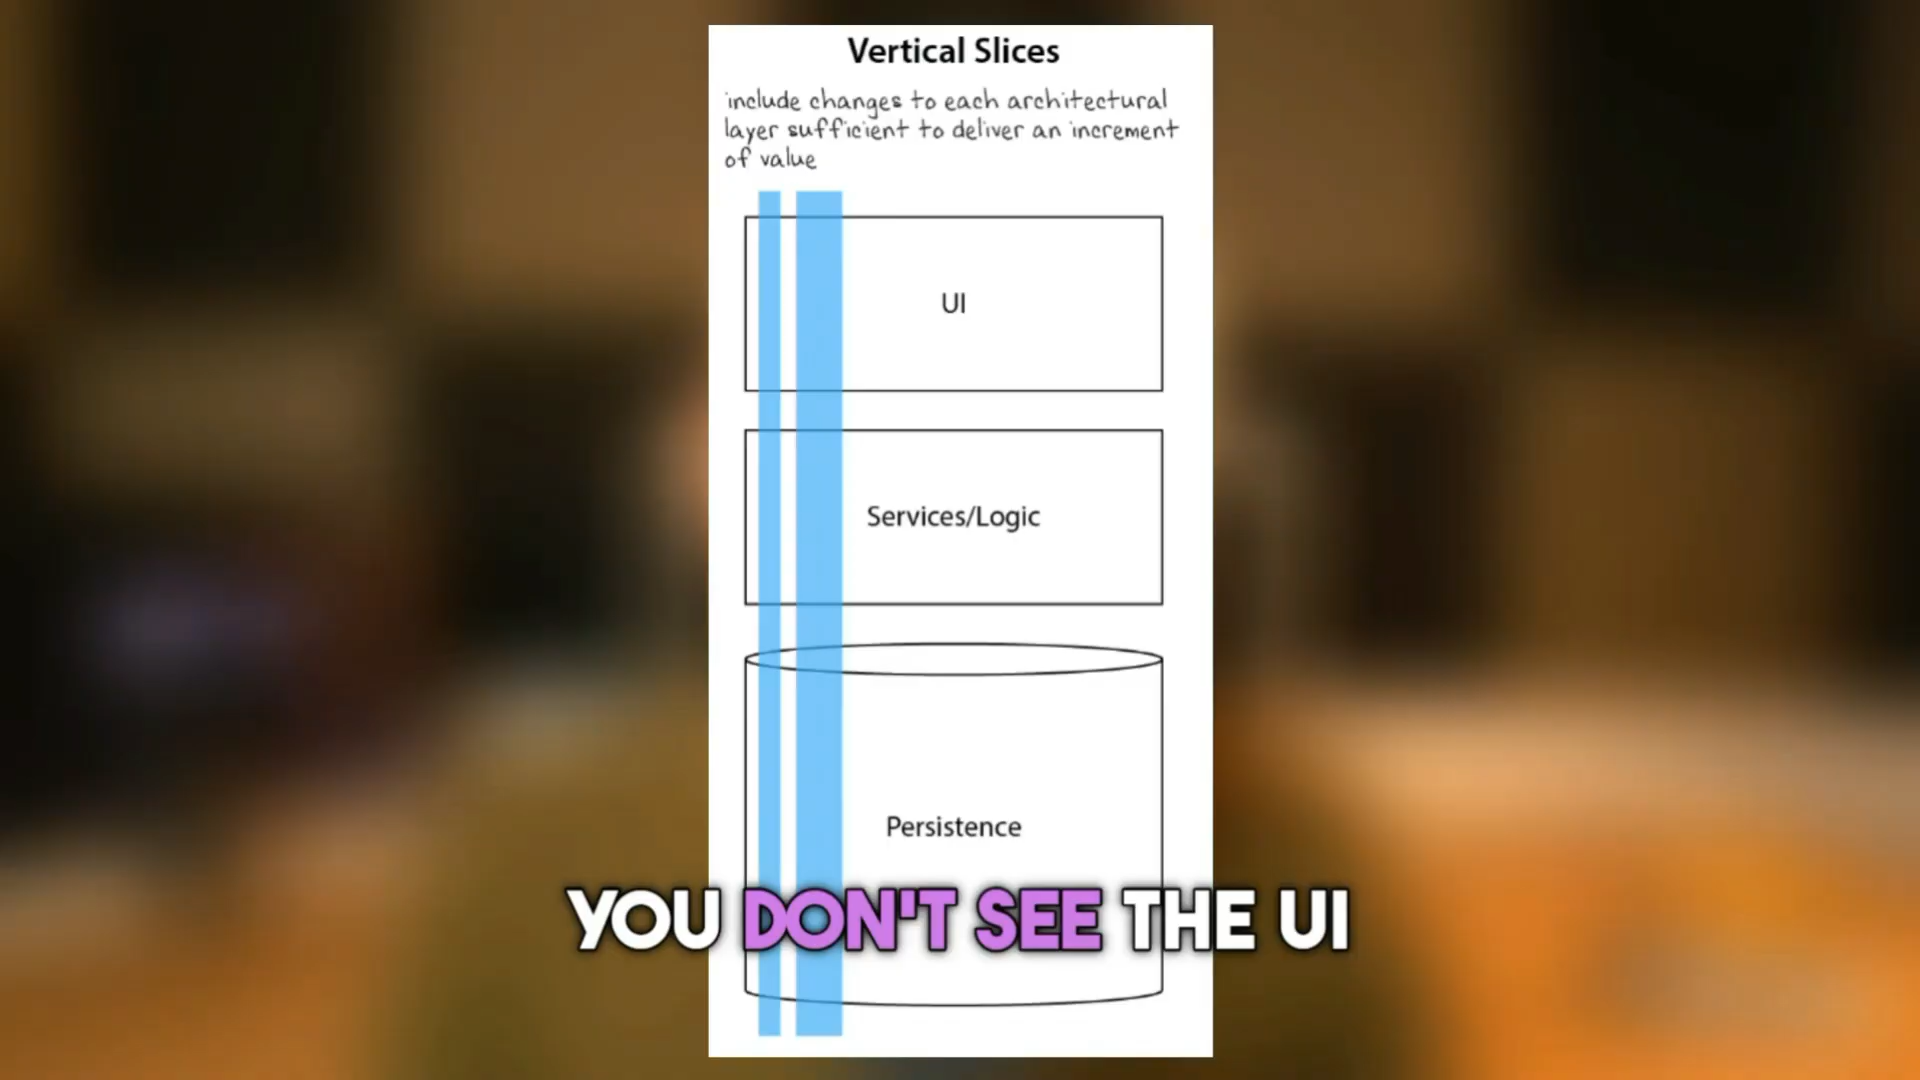 Vertical Slices
include changes to each architectural
layer sufficient to deliver an increment
of value
UI
Services/Logic
Persistence
YOU DON'T SEE THE UI